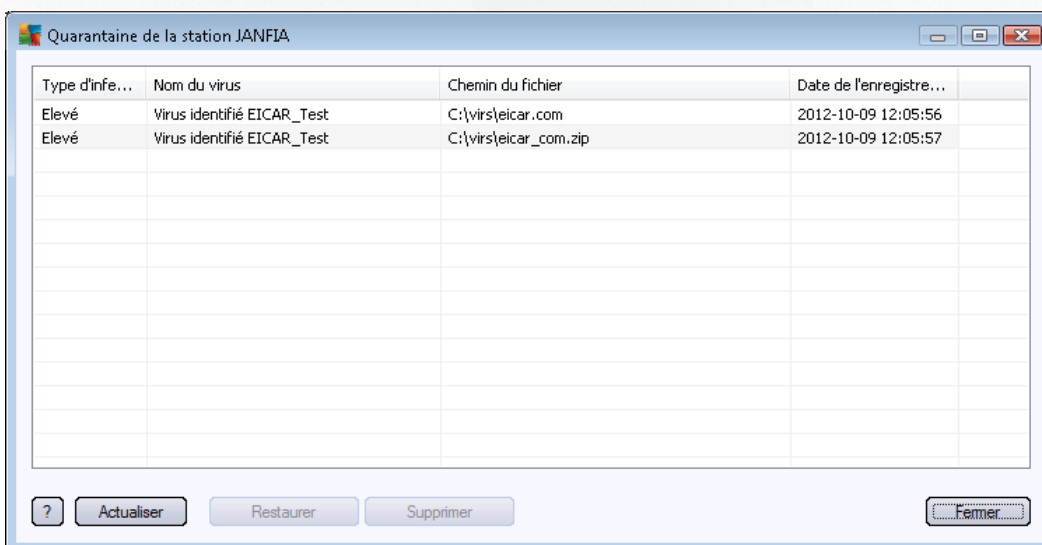 Quarantaine de la station JANFIA
Type d'infe... Nom du virus Chemin du fichier Date de l'enregistre...
Elevé Virus identifié EICAR_Test C:\virs\eicar.com 2012-10-09 12:05:56
Elevé Virus identifié EICAR_Test C:\virs\eicar_com.zip 2012-10-09 12:05:57
? Actualiser Restaurer Supprimer Fermer